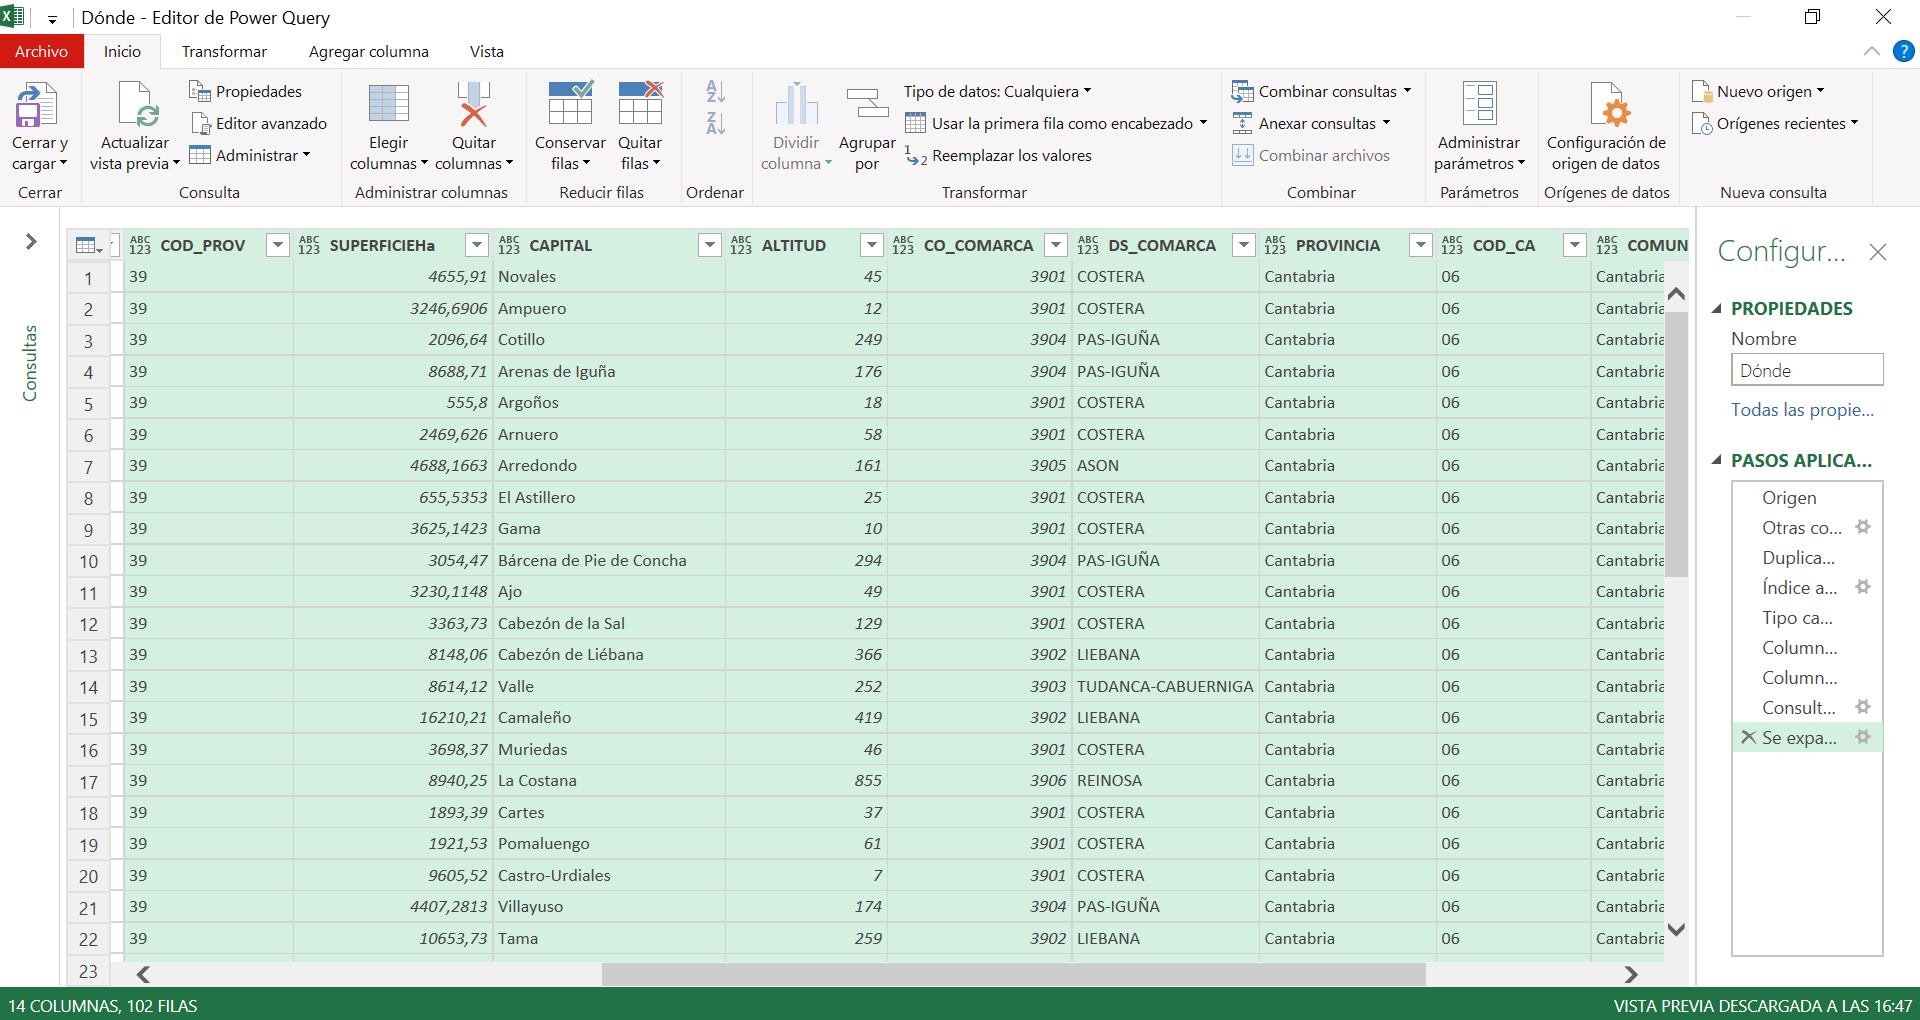 Dónde - Editor de Power Query
Archivo Inicio Transformar Agregar columna Vista
Cerrar y cargar
Cerrar
Actualizar vista previa
Propiedades
Editor avanzado
Administrar
Consulta
Elegir columnas
Quitar columnas
Administrar columnas
Conservar filas
Quitar filas
Reducir filas
Ordenar
Dividir columna
Agrupar por
Tipo de datos: Cualquiera
Usar la primera fila como encabezado
Reemplazar los valores
Transformar
Combinar consultas
Anexar consultas
Combinar archivos
Combinar
Administrar parámetros
Parámetros
Configuración de origen de datos
Orígenes de datos
Nuevo origen
Orígenes recientes
Nueva consulta
Consultas
ABC 123 COD_PROV ABC 123 SUPERFICIEHa ABC 123 CAPITAL ABC 123 ALTITUD ABC 123 CO_COMARCA ABC 123 DS_COMARCA ABC 123 PROVINCIA ABC 123 COD_CA ABC 123 COMUN
1 39 4655,91 Novales 45 3901 COSTERA Cantabria 06 Cantabria
2 39 3246,6906 Ampuero 12 3901 COSTERA Cantabria 06 Cantabria
3 39 2096,64 Cotillo 249 3904 PAS-IGUÑA Cantabria 06 Cantabria
4 39 8688,71 Arenas de Iguña 176 3904 PAS-IGUÑA Cantabria 06 Cantabria
5 39 555,8 Argoños 18 3901 COSTERA Cantabria 06 Cantabria
6 39 2469,626 Arnuero 58 3901 COSTERA Cantabria 06 Cantabria
7 39 4688,1663 Arredondo 161 3905 ASON Cantabria 06 Cantabria
8 39 655,5353 El Astillero 25 3901 COSTERA Cantabria 06 Cantabria
9 39 3625,1423 Gama 10 3901 COSTERA Cantabria 06 Cantabria
10 39 3054,47 Bárcena de Pie de Concha 294 3904 PAS-IGUÑA Cantabria 06 Cantabria
11 39 3230,1148 Ajo 49 3901 COSTERA Cantabria 06 Cantabria
12 39 3363,73 Cabezón de la Sal 129 3901 COSTERA Cantabria 06 Cantabria
13 39 8148,06 Cabezón de Liébana 366 3902 LIEBANA Cantabria 06 Cantabria
14 39 8614,12 Valle 252 3903 TUDANCA-CABUERNIGA Cantabria 06 Cantabria
15 39 16210,21 Camaleño 419 3902 LIEBANA Cantabria 06 Cantabria
16 39 3698,37 Muriedas 46 3901 COSTERA Cantabria 06 Cantabria
17 39 8940,25 La Costana 855 3906 REINOSA Cantabria 06 Cantabria
18 39 1893,39 Cartes 37 3901 COSTERA Cantabria 06 Cantabria
19 39 1921,53 Pomaluengo 61 3901 COSTERA Cantabria 06 Cantabria
20 39 9605,52 Castro-Urdiales 7 3901 COSTERA Cantabria 06 Cantabria
21 39 4407,2813 Villayuso 174 3904 PAS-IGUÑA Cantabria 06 Cantabria
22 39 10653,73 Tama 259 3902 LIEBANA Cantabria 06 Cantabria
23
Configur...
PROPIEDADES
Nombre
Dónde
Todas las propie...
PASOS APLICA...
Origen
Otras co...
Duplica...
Índice a...
Tipo ca...
Column...
Column...
Consult...
Se expa...
14 COLUMNAS, 102 FILAS
VISTA PREVIA DESCARGADA A LAS 16:47